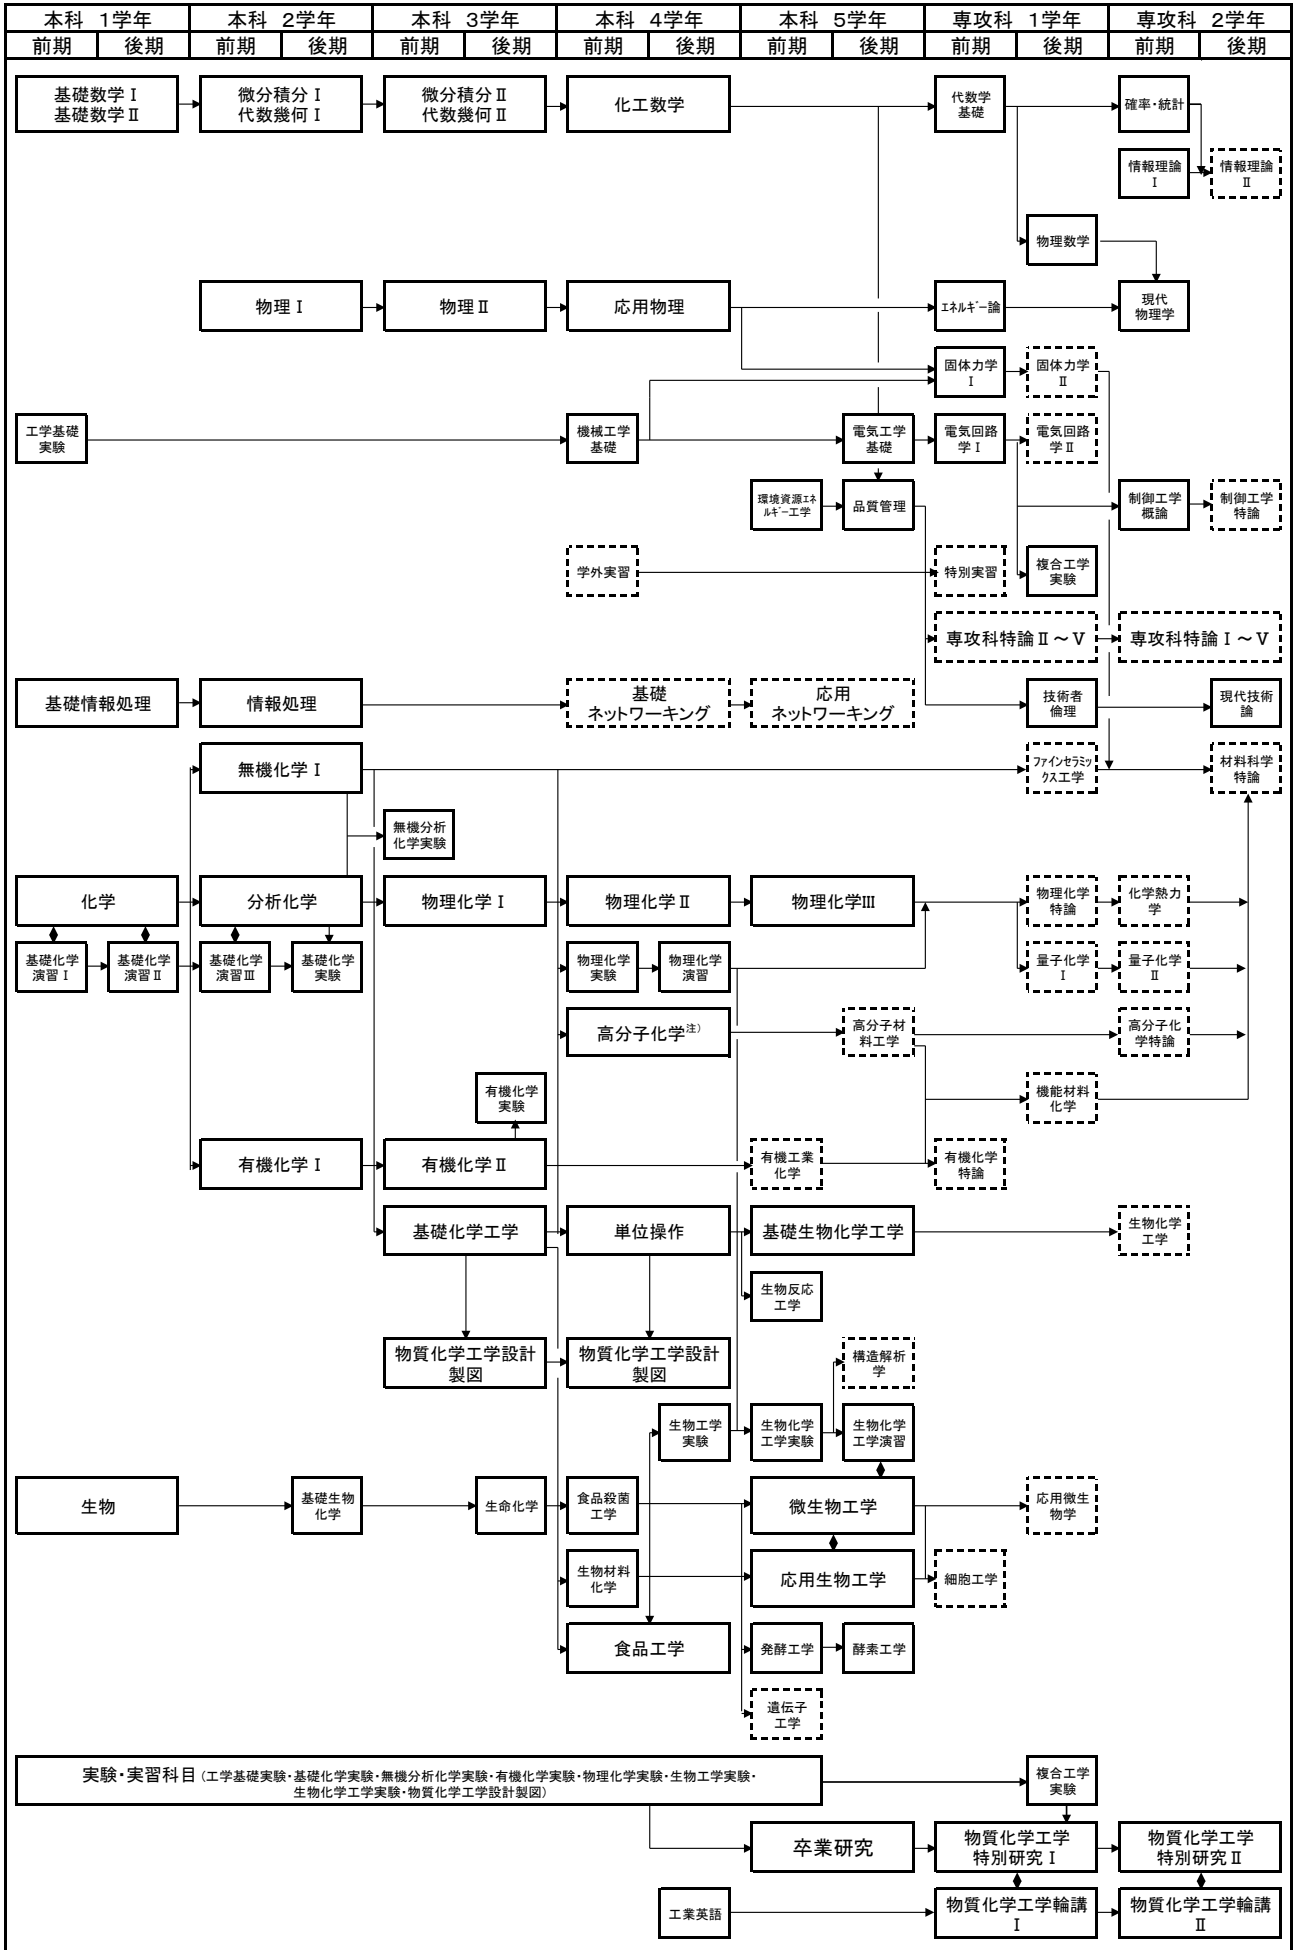 本科 1学年 本科 2学年 本科 3学年 本科 4学年 本科 5学年 専攻科 1学年 専攻科 2学年
前期 後期 前期 後期 前期 後期 前期 後期 前期 後期 前期 後期 前期 後期
基礎数学Ⅰ
基礎数学Ⅱ
微分積分Ⅰ
代数幾何Ⅰ
微分積分Ⅱ
代数幾何Ⅱ
化工数学
代数学
基礎
確率・統計
情報理論
Ⅰ
情報理論
Ⅱ
物理数学
物理Ⅰ
物理Ⅱ
応用物理
エネルギー論
現代
物理学
固体力学
Ⅰ
固体力学
Ⅱ
工学基礎
実験
機械工学
基礎
電気工学
基礎
電気回路
学Ⅰ
電気回路
学Ⅱ
環境資源エネ
ルギー工学
品質管理
制御工学
概論
制御工学
特論
学外実習
特別実習
複合工学
実験
専攻科特論Ⅱ～Ⅴ
専攻科特論Ⅰ～Ⅴ
基礎情報処理
情報処理
基礎
ネットワーキング
応用
ネットワーキング
技術者
倫理
現代技術
論
無機化学Ⅰ
ファインセラミッ
クス工学
材料科学
特論
無機分析
化学実験
化学
分析化学
物理化学Ⅰ
物理化学Ⅱ
物理化学Ⅲ
物理化学
特論
化学熱力
学
基礎化学
演習Ⅰ
基礎化学
演習Ⅱ
基礎化学
演習Ⅲ
基礎化学
実験
物理化学
実験
物理化学
演習
量子化学
Ⅰ
量子化学
Ⅱ
高分子化学注）
高分子材
料工学
高分子化
学特論
有機化学
実験
機能材料
化学
有機化学Ⅰ
有機化学Ⅱ
有機工業
化学
有機化学
特論
基礎化学工学
単位操作
基礎生物化学工学
生物化学
工学
生物反応
工学
物質化学工学設計
製図
物質化学工学設計
製図
構造解析
学
生物工学
実験
生物化学
工学実験
生物化学
工学演習
生物
基礎生物
化学
生命化学
食品殺菌
工学
微生物工学
応用微生
物学
生物材料
化学
応用生物工学
細胞工学
食品工学
発酵工学
酵素工学
遺伝子
工学
実験・実習科目（工学基礎実験・基礎化学実験・無機分析化学実験・有機化学実験・物理化学実験・生物工学実験・
生物化学工学実験・物質化学工学設計製図）
複合工学
実験
卒業研究
物質化学工学
特別研究Ⅰ
物質化学工学
特別研究Ⅱ
工業英語
物質化学工学輪講
Ⅰ
物質化学工学輪講
Ⅱ